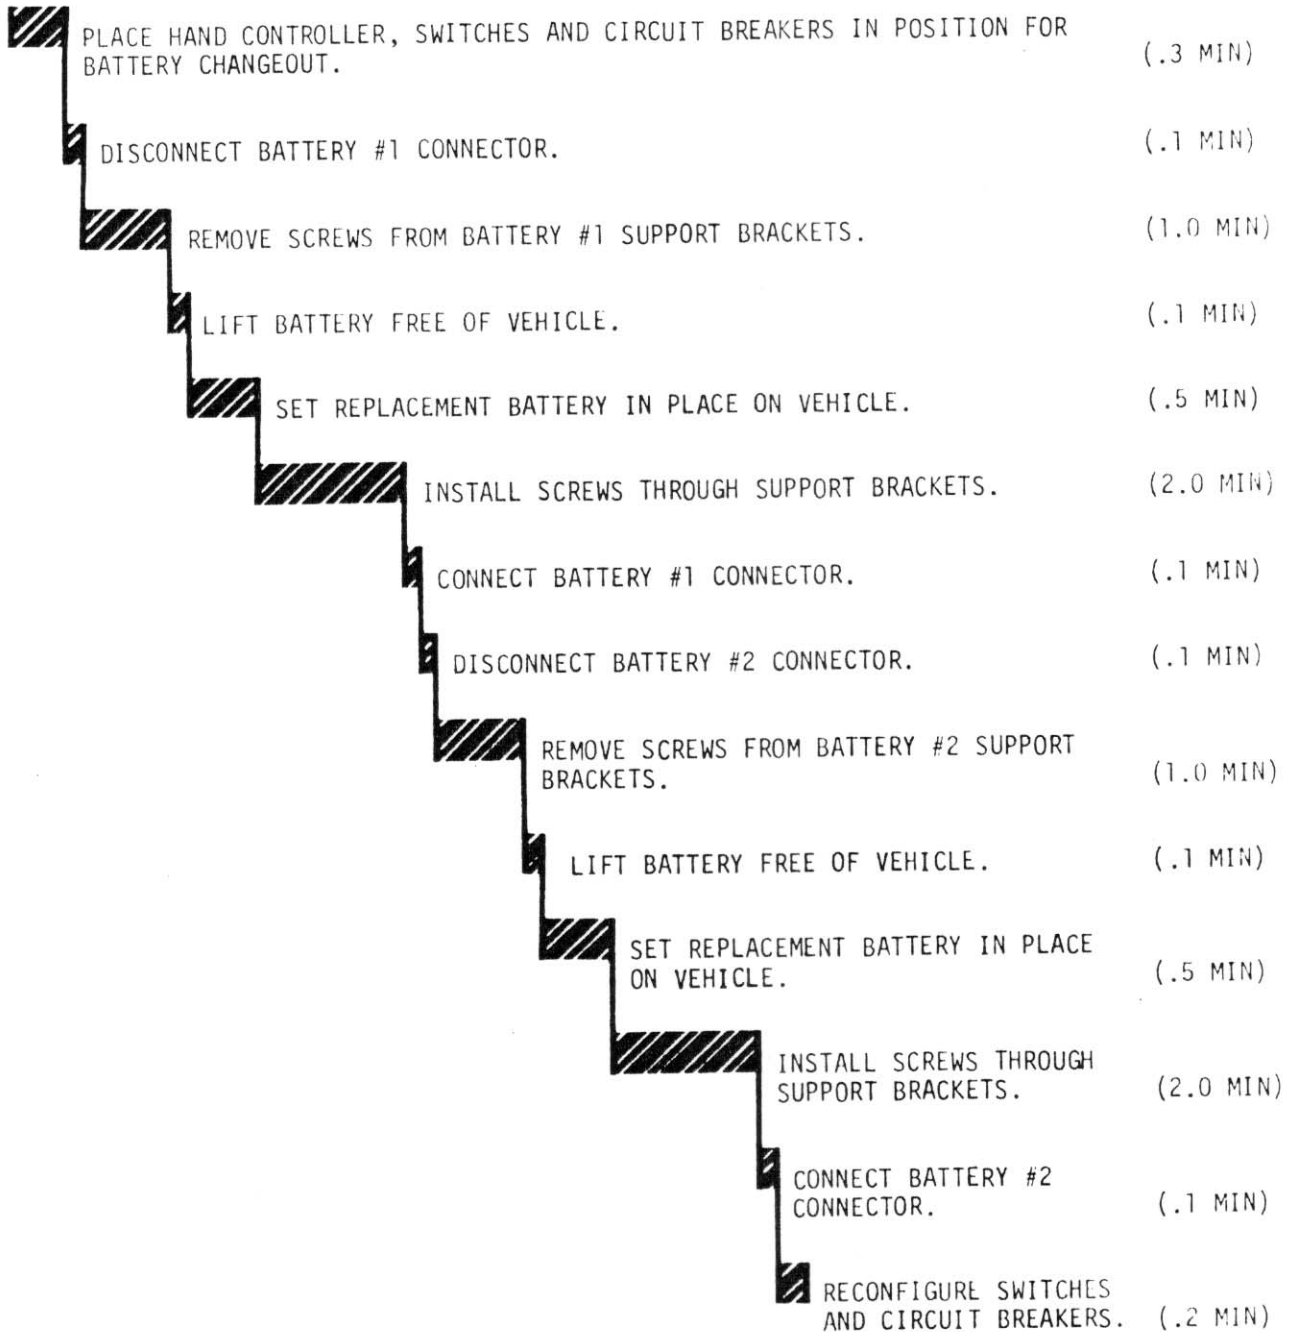 PLACE HAND CONTROLLER, SWITCHES AND CIRCUIT BREAKERS IN POSITION FOR
BATTERY CHANGEOUT. (.3 MIN)
DISCONNECT BATTERY #1 CONNECTOR. (.1 MIN)
REMOVE SCREWS FROM BATTERY #1 SUPPORT BRACKETS. (1.0 MIN)
LIFT BATTERY FREE OF VEHICLE. (.1 MIN)
SET REPLACEMENT BATTERY IN PLACE ON VEHICLE. (.5 MIN)
INSTALL SCREWS THROUGH SUPPORT BRACKETS. (2.0 MIN)
CONNECT BATTERY #1 CONNECTOR. (.1 MIN)
DISCONNECT BATTERY #2 CONNECTOR. (.1 MIN)
REMOVE SCREWS FROM BATTERY #2 SUPPORT
BRACKETS. (1.0 MIN)
LIFT BATTERY FREE OF VEHICLE. (.1 MIN)
SET REPLACEMENT BATTERY IN PLACE
ON VEHICLE. (.5 MIN)
INSTALL SCREWS THROUGH
SUPPORT BRACKETS. (2.0 MIN)
CONNECT BATTERY #2
CONNECTOR. (.1 MIN)
RECONFIGURE SWITCHES
AND CIRCUIT BREAKERS. (.2 MIN)